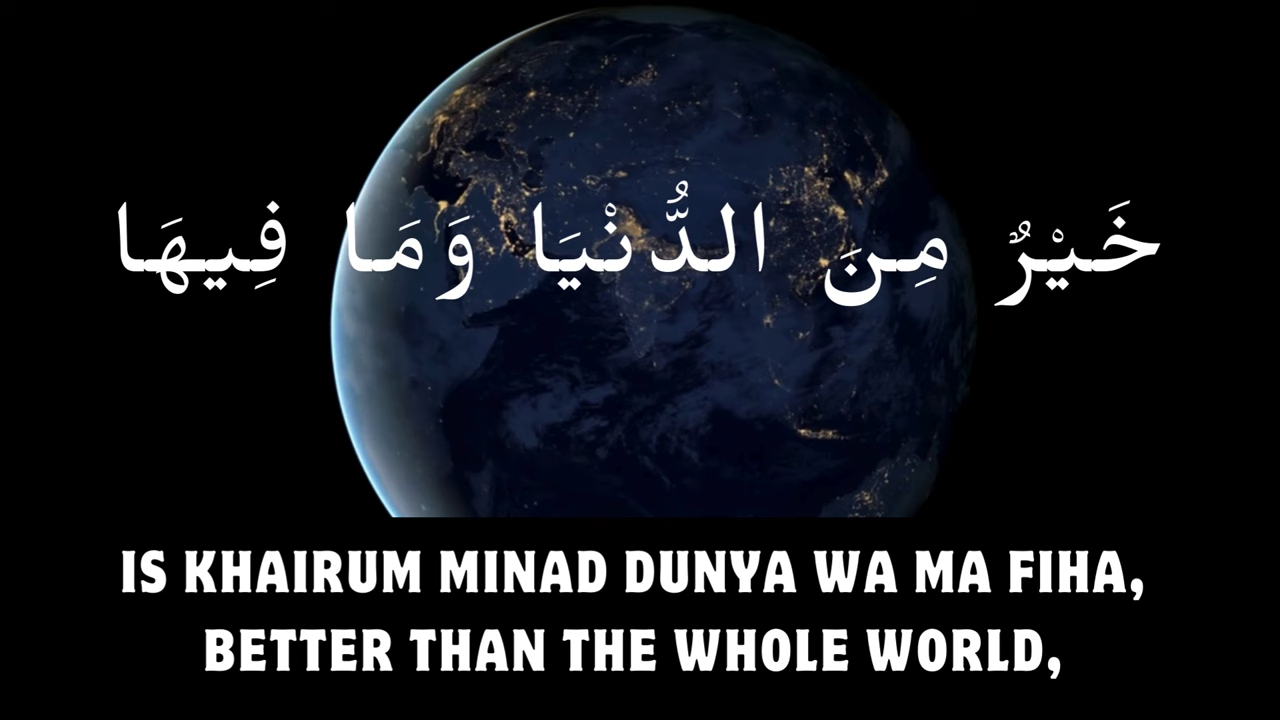 خَيْرٌ مِنَ الدُّنْيَا وَمَا فِيهَا
IS KHAIRUM MINAD DUNYA WA MA FIHA,
BETTER THAN THE WHOLE WORLD,